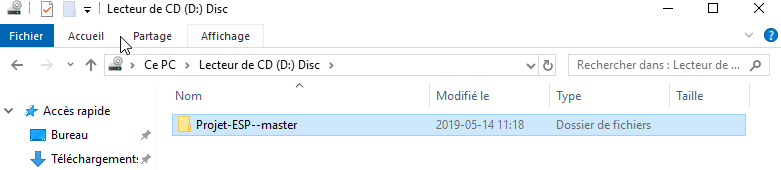 Lecteur de CD (D:) Disc
Fichier Accueil Partage Affichage
Ce PC > Lecteur de CD (D:) Disc > Rechercher dans : Lecteur de ...
Accès rapide Nom Modifié le Type Taille
Bureau Projet-ESP--master 2019-05-14 11:18 Dossier de fichiers
Téléchargements